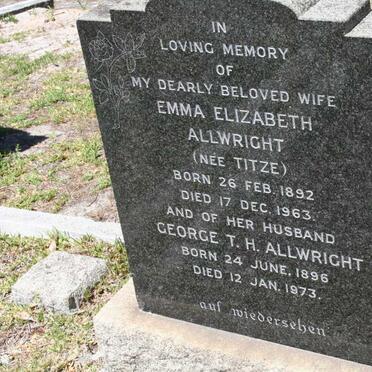 IN
LOVING MEMORY
OF
MY DEARLY BELOVED WIFE
EMMA ELIZABETH
ALLWRIGHT
(NÉE TITZE)
BORN 26 FEB. 1892
DIED 17 DEC. 1963.
AND OF HER HUSBAND
GEORGE T. H. ALLWRIGHT
BORN 24 JUNE, 1896
DIED 12 JAN. 1973.
auf wiedersehen